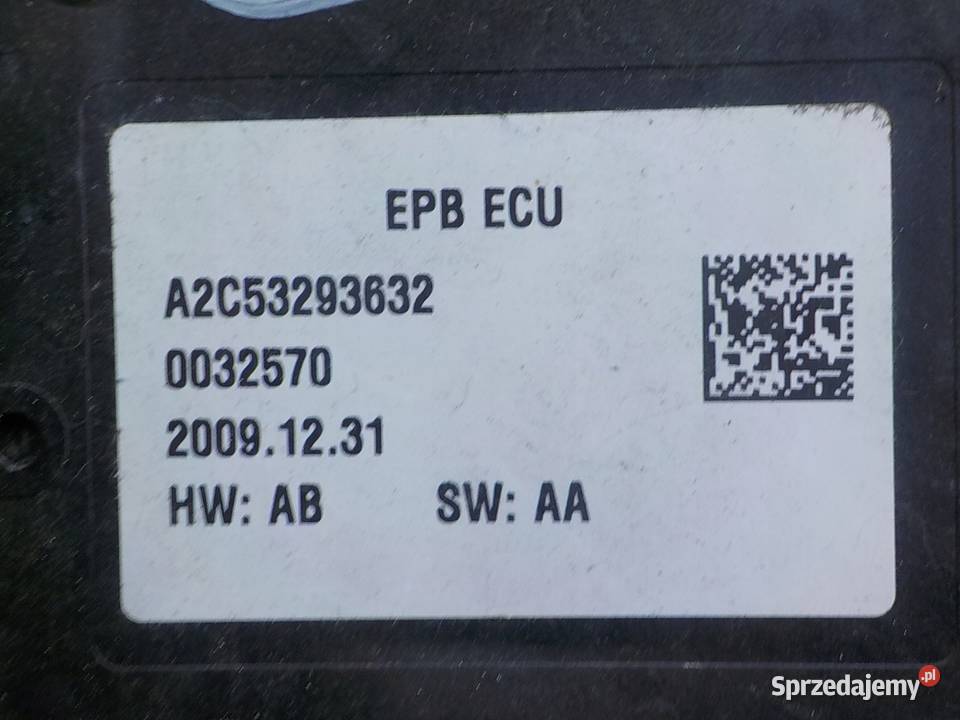 EPB ECU
A2C53293632
0032570
2009.12.31
HW: AB SW: AA
Sprzedajemy.pl